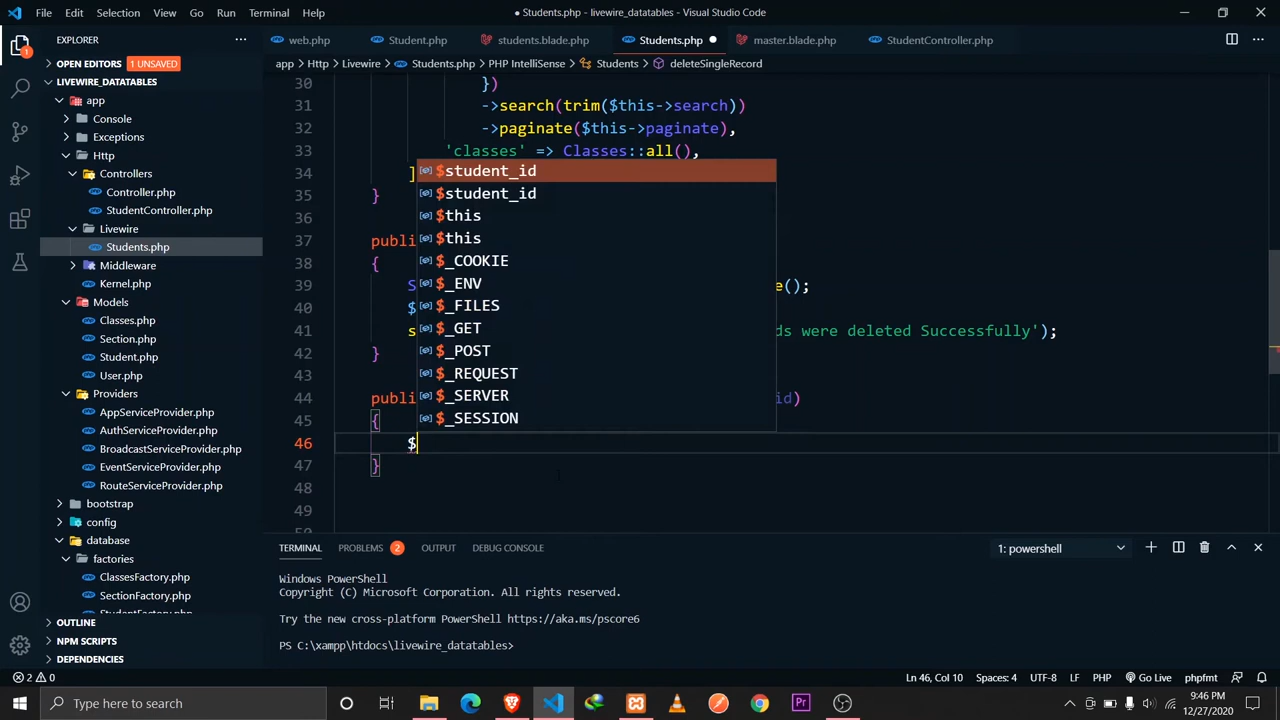 File Edit Selection View Go Run Terminal Help
● Students.php - livewire_datatables - Visual Studio Code
EXPLORER
web.php Student.php students.blade.php Students.php master.blade.php StudentController.php
OPEN EDITORS 1 UNSAVED
app > Http > Livewire > Students.php > PHP IntelliSense > Students > deleteSingleRecord
LIVEWIRE_DATATABLES
app
Console
Exceptions
Http
Controllers
Controller.php
StudentController.php
Livewire
Students.php
Middleware
Kernel.php
Models
Classes.php
Section.php
Student.php
User.php
Providers
AppServiceProvider.php
AuthServiceProvider.php
BroadcastServiceProvider.php
EventServiceProvider.php
RouteServiceProvider.php
bootstrap
config
database
factories
ClassesFactory.php
SectionFactory.php
StudentFactory.php
OUTLINE
NPM SCRIPTS
DEPENDENCIES
30 })
31 ->search(trim($this->search))
32 ->paginate($this->paginate),
33 'classes' => Classes::all(),
34 ]
35 }
36
37 publi
38 {
39 S e();
40 $
41 s ds were deleted Successfully');
42 }
43
44 publi id)
45 {
46 $
47 }
48
49
50
$student_id
$student_id
$this
$this
$_COOKIE
$_ENV
$_FILES
$_GET
$_POST
$_REQUEST
$_SERVER
$_SESSION
TERMINAL PROBLEMS 2 OUTPUT DEBUG CONSOLE 1: powershell
Windows PowerShell
Copyright (C) Microsoft Corporation. All rights reserved.
Try the new cross-platform PowerShell https://aka.ms/pscore6
PS C:\xampp\htdocs\livewire_datatables>
2 0 Ln 46, Col 10 Spaces: 4 UTF-8 LF PHP Go Live phpfmt
Type here to search
9:46 PM
12/27/2020